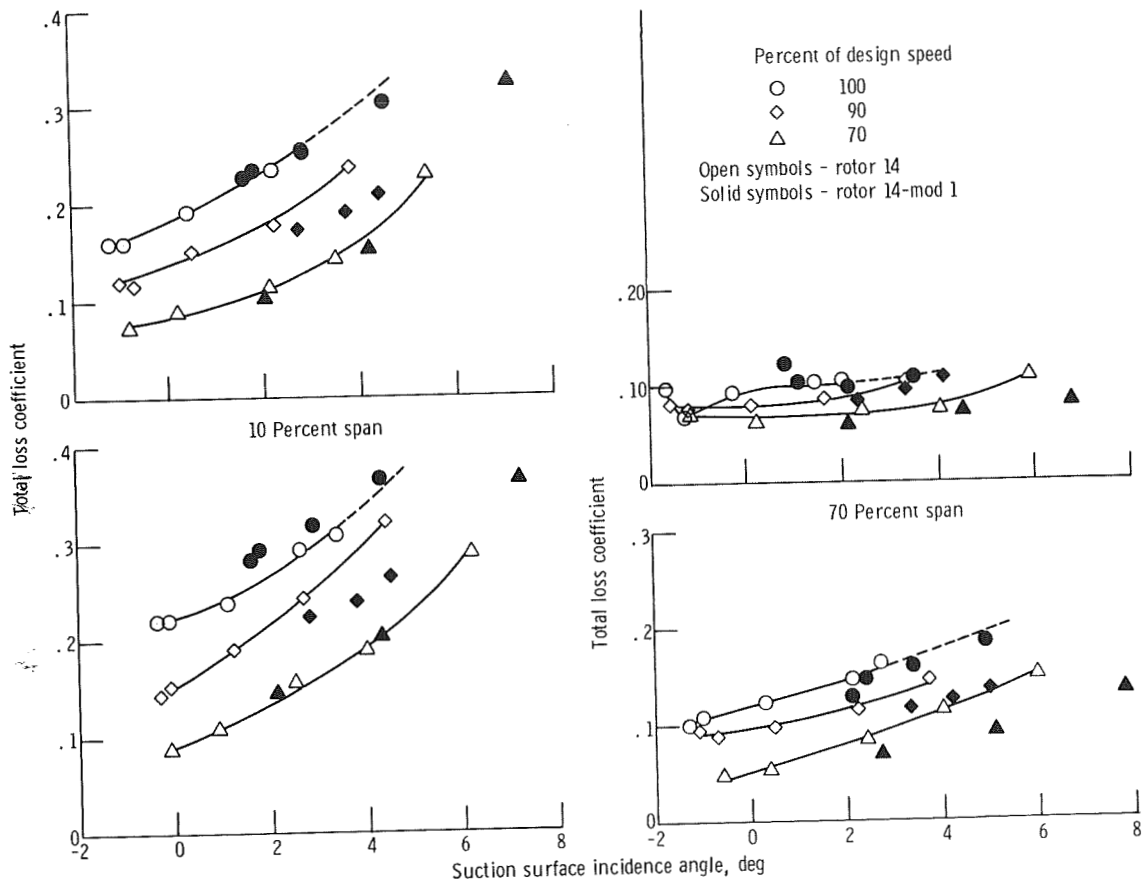 .4
.3
.2
.1
0
Total loss coefficient
10 Percent span
.4
.3
.2
.1
0
-2 0 2 4 6 8
Percent of design speed
100
90
70
Open symbols - rotor 14
Solid symbols - rotor 14-mod 1
.20
.10
0
Total loss coefficient
70 Percent span
.3
.2
.1
0
-2 0 2 4 6 8
Suction surface incidence angle, deg